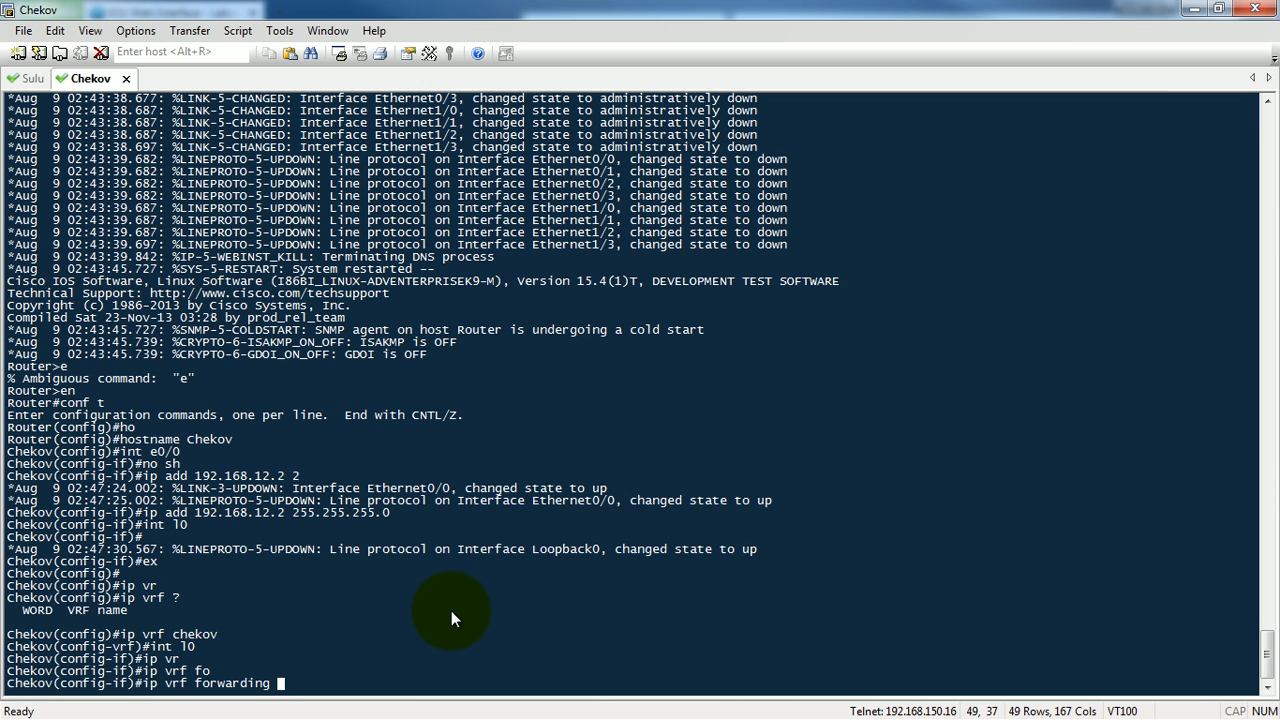 Chekov
File Edit View Options Transfer Script Tools Window Help
Enter host <Alt+R>
Sulu Chekov
*Aug  9 02:43:38.677: %LINK-5-CHANGED: Interface Ethernet0/3, changed state to administratively down
*Aug  9 02:43:38.687: %LINK-5-CHANGED: Interface Ethernet1/0, changed state to administratively down
*Aug  9 02:43:38.687: %LINK-5-CHANGED: Interface Ethernet1/1, changed state to administratively down
*Aug  9 02:43:38.687: %LINK-5-CHANGED: Interface Ethernet1/2, changed state to administratively down
*Aug  9 02:43:38.697: %LINK-5-CHANGED: Interface Ethernet1/3, changed state to administratively down
*Aug  9 02:43:39.682: %LINEPROTO-5-UPDOWN: Line protocol on Interface Ethernet0/0, changed state to down
*Aug  9 02:43:39.682: %LINEPROTO-5-UPDOWN: Line protocol on Interface Ethernet0/1, changed state to down
*Aug  9 02:43:39.682: %LINEPROTO-5-UPDOWN: Line protocol on Interface Ethernet0/2, changed state to down
*Aug  9 02:43:39.682: %LINEPROTO-5-UPDOWN: Line protocol on Interface Ethernet0/3, changed state to down
*Aug  9 02:43:39.687: %LINEPROTO-5-UPDOWN: Line protocol on Interface Ethernet1/0, changed state to down
*Aug  9 02:43:39.687: %LINEPROTO-5-UPDOWN: Line protocol on Interface Ethernet1/1, changed state to down
*Aug  9 02:43:39.687: %LINEPROTO-5-UPDOWN: Line protocol on Interface Ethernet1/2, changed state to down
*Aug  9 02:43:39.697: %LINEPROTO-5-UPDOWN: Line protocol on Interface Ethernet1/3, changed state to down
*Aug  9 02:43:39.842: %IP-5-WEBINST_KILL: Terminating DNS process
*Aug  9 02:43:45.727: %SYS-5-RESTART: System restarted --
Cisco IOS Software, Linux Software (I86BI_LINUX-ADVENTERPRISEK9-M), Version 15.4(1)T, DEVELOPMENT TEST SOFTWARE
Technical Support: http://www.cisco.com/techsupport
Copyright (c) 1986-2013 by Cisco Systems, Inc.
Compiled Sat 23-Nov-13 03:28 by prod_rel_team
*Aug  9 02:43:45.727: %SNMP-5-COLDSTART: SNMP agent on host Router is undergoing a cold start
*Aug  9 02:43:45.739: %CRYPTO-6-ISAKMP_ON_OFF: ISAKMP is OFF
*Aug  9 02:43:45.739: %CRYPTO-6-GDOI_ON_OFF: GDOI is OFF
Router>e
% Ambiguous command:  "e"
Router>en
Router#conf t
Enter configuration commands, one per line.  End with CNTL/Z.
Router(config)#ho
Router(config)#hostname Chekov
Chekov(config)#int e0/0
Chekov(config-if)#no sh
Chekov(config-if)#ip add 192.168.12.2 2
*Aug  9 02:47:24.002: %LINK-3-UPDOWN: Interface Ethernet0/0, changed state to up
*Aug  9 02:47:25.002: %LINEPROTO-5-UPDOWN: Line protocol on Interface Ethernet0/0, changed state to up
Chekov(config-if)#ip add 192.168.12.2 255.255.255.0
Chekov(config-if)#int l0
Chekov(config-if)#
*Aug  9 02:47:30.567: %LINEPROTO-5-UPDOWN: Line protocol on Interface Loopback0, changed state to up
Chekov(config-if)#ex
Chekov(config)#
Chekov(config)#ip vr
Chekov(config)#ip vrf ?
  WORD  VRF name
Chekov(config)#ip vrf chekov
Chekov(config-vrf)#int l0
Chekov(config-if)#ip vr
Chekov(config-if)#ip vrf fo
Chekov(config-if)#ip vrf forwarding
Ready Telnet: 192.168.150.16 49, 37 49 Rows, 167 Cols VT100 CAP NUM